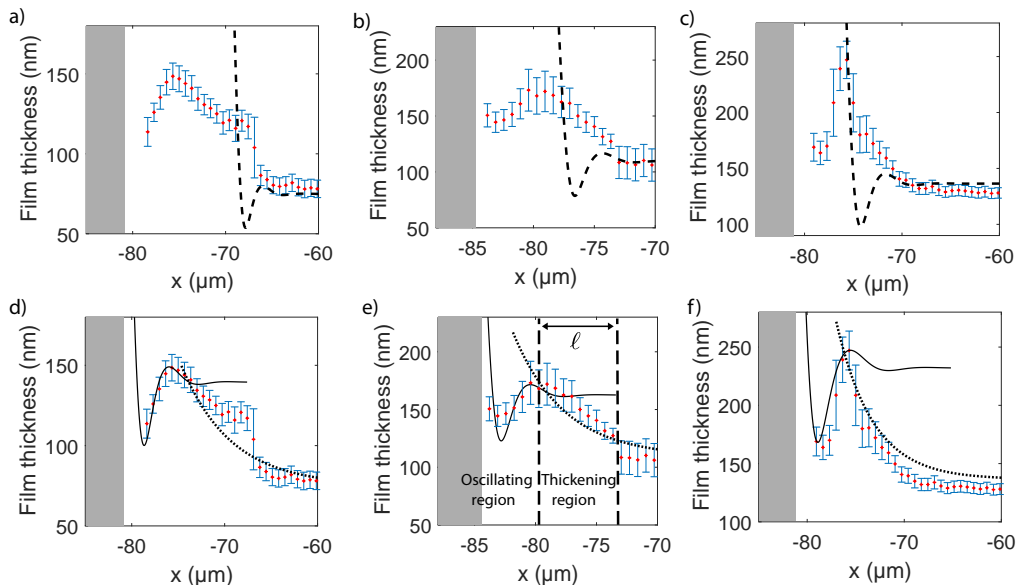 a)
Film thickness (nm)
150
100
50
-80
-70
-60
x (µm)
b)
Film thickness (nm)
200
150
100
50
-85
-80
-75
-70
x (µm)
c)
Film thickness (nm)
250
200
150
100
-80
-70
-60
x (µm)
d)
Film thickness (nm)
150
100
50
-80
-70
-60
x (µm)
e)
Film thickness (nm)
200
150
100
50
ℓ
Oscillating
region
Thickening
region
-85
-80
-75
-70
x (µm)
f)
Film thickness (nm)
250
200
150
100
-80
-70
-60
x (µm)